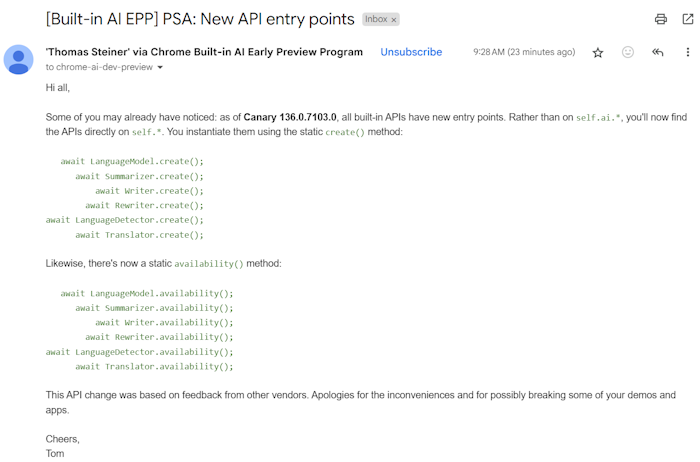 [Built-in AI EPP] PSA: New API entry points Inbox x
'Thomas Steiner' via Chrome Built-in AI Early Preview Program Unsubscribe 9:28 AM (23 minutes ago)
to chrome-ai-dev-preview
Hi all,
Some of you may already have noticed: as of Canary 136.0.7103.0, all built-in APIs have new entry points. Rather than on self.ai.*, you'll now find
the APIs directly on self.*. You instantiate them using the static create() method:
await LanguageModel.create();
await Summarizer.create();
await Writer.create();
await Rewriter.create();
await LanguageDetector.create();
await Translator.create();
Likewise, there's now a static availability() method:
await LanguageModel.availability();
await Summarizer.availability();
await Writer.availability();
await Rewriter.availability();
await LanguageDetector.availability();
await Translator.availability();
This API change was based on feedback from other vendors. Apologies for the inconveniences and for possibly breaking some of your demos and
apps.
Cheers,
Tom